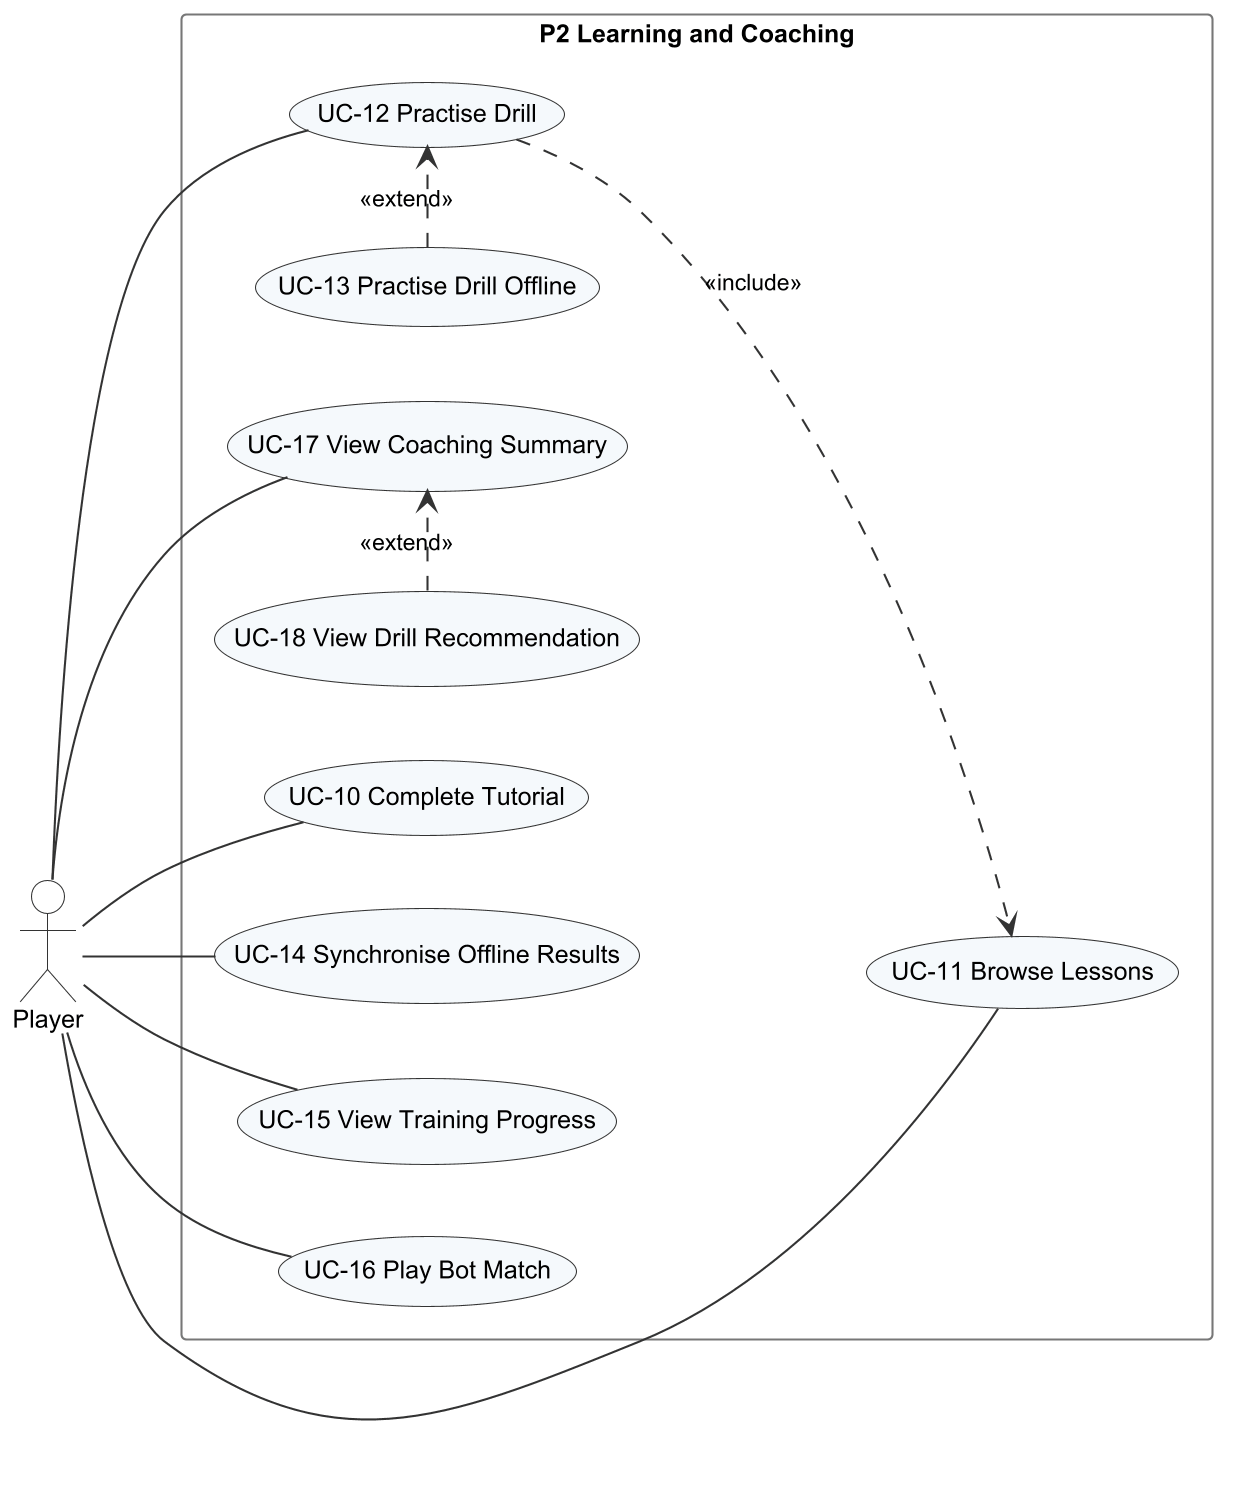 P2 Learning and Coaching
UC-12 Practise Drill
«extend»
UC-13 Practise Drill Offline
«include»
UC-17 View Coaching Summary
«extend»
UC-18 View Drill Recommendation
UC-10 Complete Tutorial
UC-14 Synchronise Offline Results
UC-11 Browse Lessons
Player
UC-15 View Training Progress
UC-16 Play Bot Match